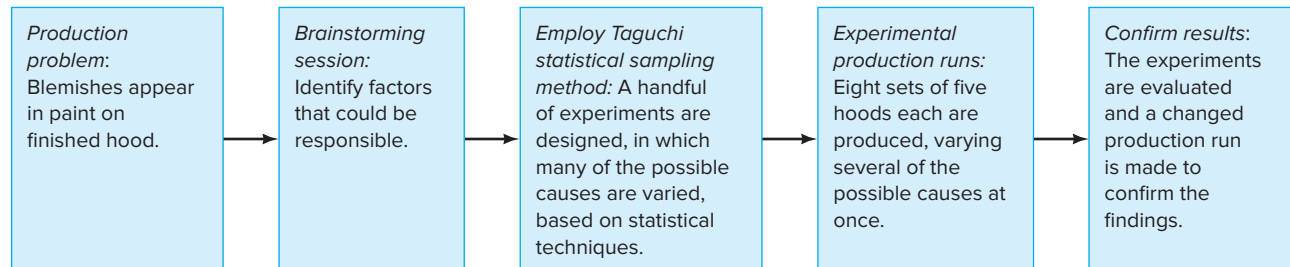 Production
problem:
Blemishes appear
in paint on
finished hood.
Brainstorming
session:
Identify factors
that could be
responsible.
Employ Taguchi
statistical sampling
method: A handful
of experiments are
designed, in which
many of the possible
causes are varied,
based on statistical
techniques.
Experimental
production runs:
Eight sets of five
hoods each are
produced, varying
several of the
possible causes at
once.
Confirm results:
The experiments
are evaluated
and a changed
production run
is made to
confirm the
findings.